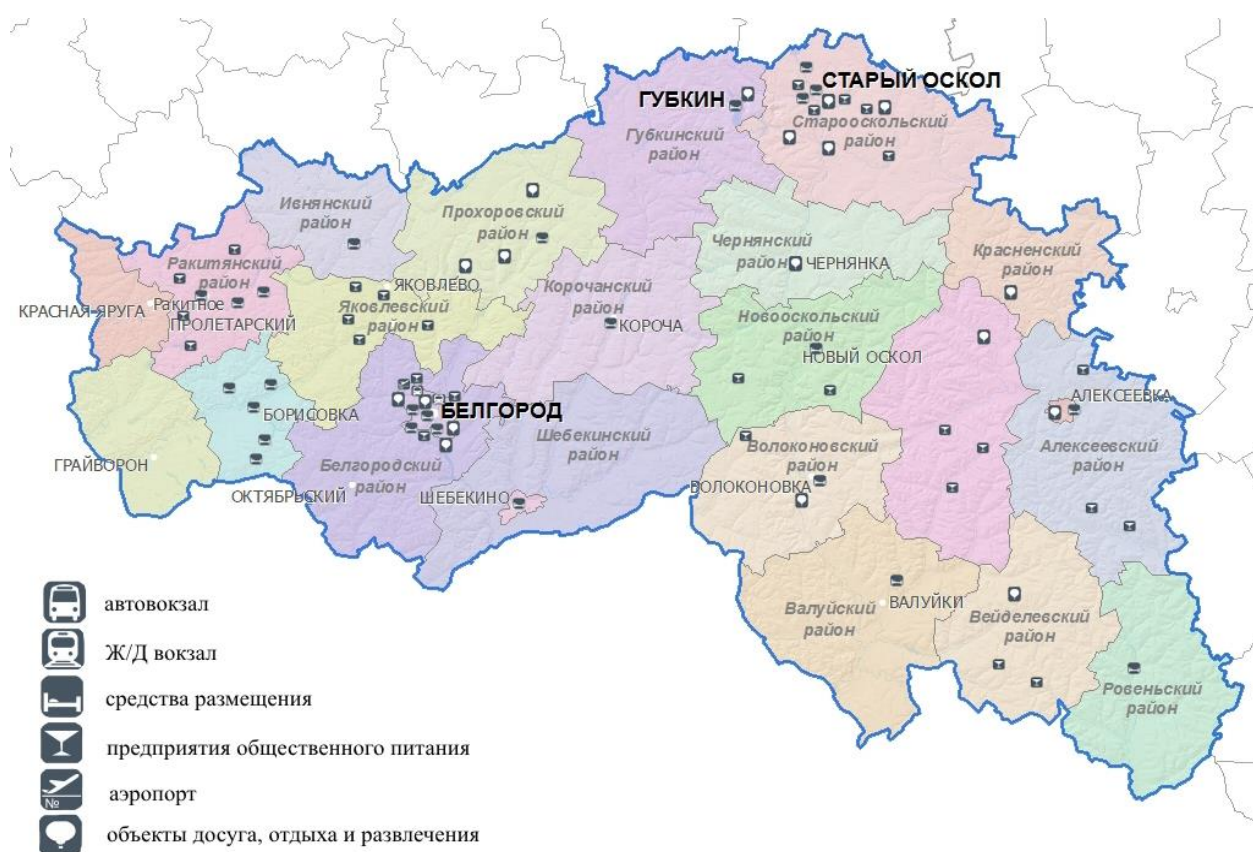 СТАРЫЙ ОСКОЛ
ГУБКИН
Губкинский
район
Старооскольский
район
Ивнянский
район
Прохоровский
район
Чернянский
район
ЧЕРНЯНКА
Красненский
район
Ракитянский
район
КРАСНАЯ ЯРУГА
Ракитное
ПРОЛЕТАРСКИЙ
ЯКОВЛЕВО
Яковлевский
район
Корочанский
район
КОРОЧА
Новооскольский
район
НОВЫЙ ОСКОЛ
БОРИСОВКА
БЕЛГОРОД
АЛЕКСЕЕВКА
Алексеевский
район
ГРАЙВОРОН
Белгородский
район
ОКТЯБРЬСКИЙ
Шебекинский
район
ШЕБЕКИНО
Волоконовский
район
ВОЛОКОНОВКА
Валуйский
район
ВАЛУЙКИ
Вейделевский
район
Ровеньский
район
автовокзал
Ж/Д вокзал
средства размещения
предприятия общественного питания
№
аэропорт
объекты досуга, отдыха и развлечения